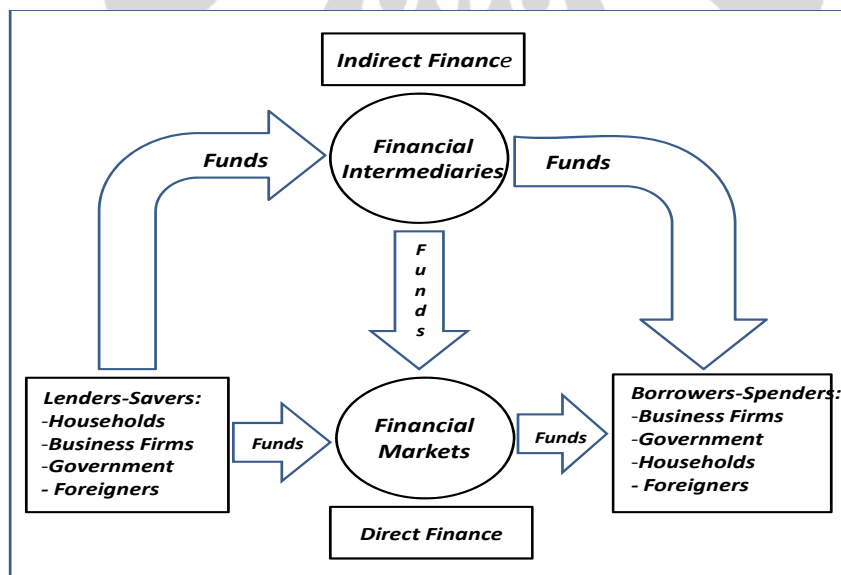 Indirect Finance
Financial
Intermediaries
Funds
Funds
Funds
Lenders-Savers:
-Households
-Business Firms
-Government
- Foreigners
Funds
Financial
Markets
Funds
Borrowers-Spenders:
-Business Firms
-Government
-Households
- Foreigners
Direct Finance